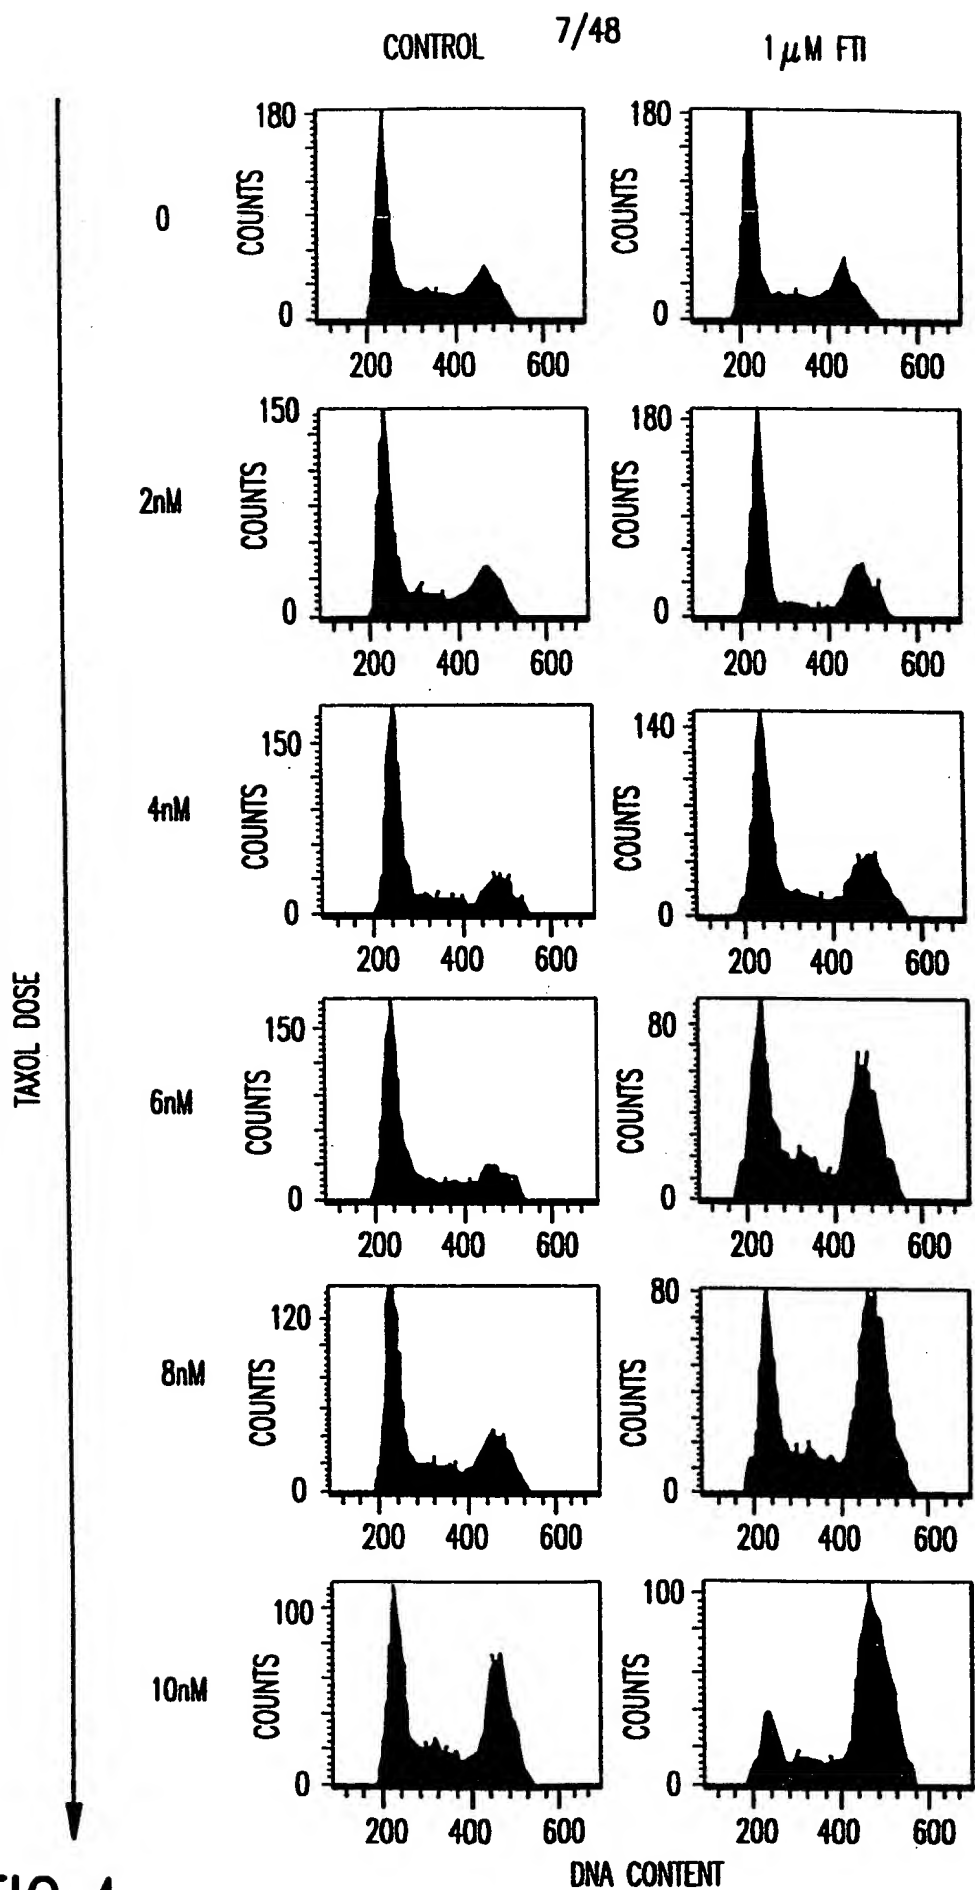 7/48
CONTROL 1 μM FTI
TAXOL DOSE
0
COUNTS 180 0 200 400 600
COUNTS 180 0 200 400 600
2nM
COUNTS 150 0 200 400 600
COUNTS 180 0 200 400 600
4nM
COUNTS 150 0 200 400 600
COUNTS 140 0 200 400 600
6nM
COUNTS 150 0 200 400 600
COUNTS 80 0 200 400 600
8nM
COUNTS 120 0 200 400 600
COUNTS 80 0 200 400 600
10nM
COUNTS 100 0 200 400 600
COUNTS 100 0 200 400 600
DNA CONTENT